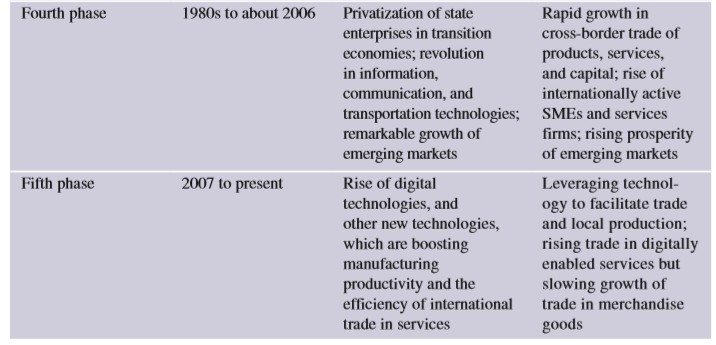 Fourth phase
1980s to about 2006
Privatization of state
enterprises in transition
economies; revolution
in information,
communication, and
transportation technologies;
remarkable growth of
emerging markets
Rapid growth in
cross-border trade of
products, services,
and capital; rise of
internationally active
SMEs and services
firms; rising prosperity
of emerging markets
Fifth phase
2007 to present
Rise of digital
technologies, and
other new technologies,
which are boosting
manufacturing
productivity and the
efficiency of international
trade in services
Leveraging technol-
ogy to facilitate trade
and local production;
rising trade in digitally
enabled services but
slowing growth of
trade in merchandise
goods